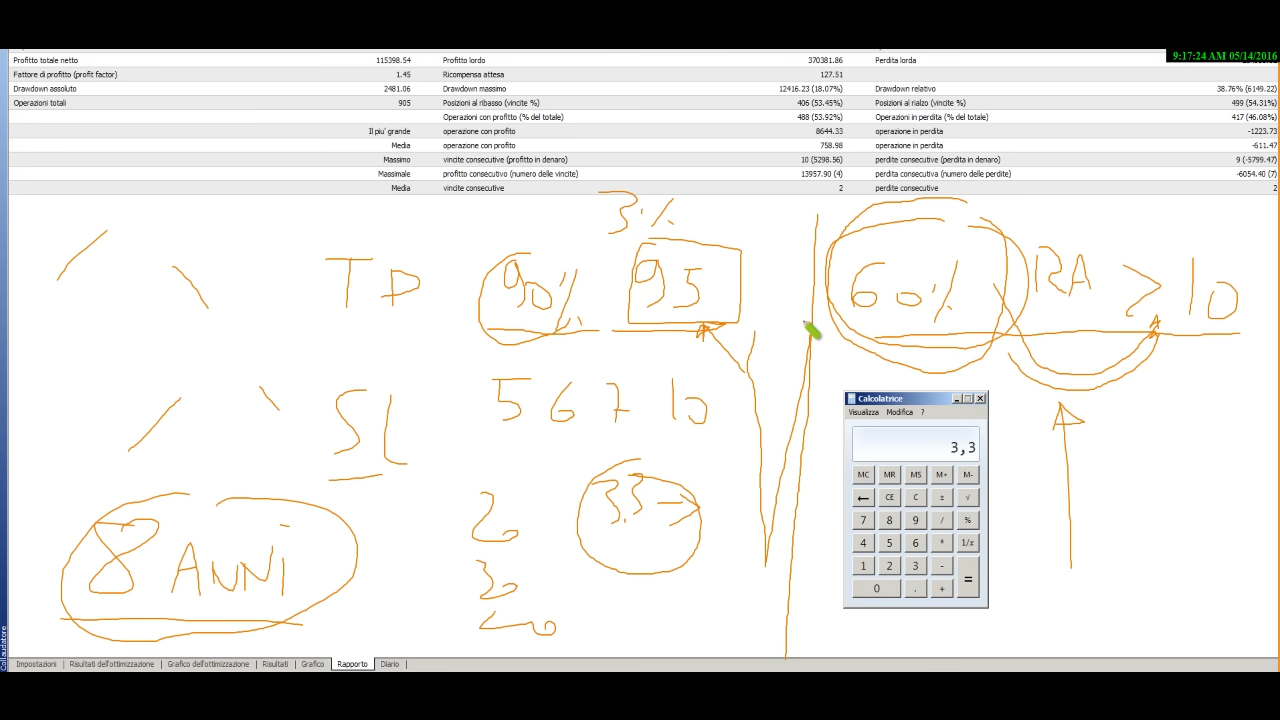 9:17:24 AM 05/14/2016
Profitto totale netto 115398.54 Profitto lordo 370381.86 Perdita lorda
Fattore di profitto (profit factor) 1.45 Ricompensa attesa 127.51
Drawdown assoluto 2481.06 Drawdown massimo 12416.23 (18.07%) Drawdown relativo 38.76% (6149.22)
Operazioni totali 905 Posizioni al ribasso (vincite %) 406 (53.45%) Posizioni al rialzo (vincite %) 499 (54.31%)
Operazioni con profitto (% del totale) 488 (53.92%) Operazioni in perdita (% del totale) 417 (46.08%)
Il piu' grande operazione con profito 8644.33 operazione in perdita -1223.73
Media operazione con profito 758.98 operazione in perdita -611.47
Massimo vincite consecutive (profitto in denaro) 10 (5298.56) perdite consecutive (perdita in denaro) 9 (-5799.47)
Massimale profitto consecutivo (numero delle vincite) 13957.90 (4) perdita consecutiva (numero delle perdite) -6054.40 (7)
Media vincite consecutive 2 perdite consecutive 2
3%
TP 90% 95 60% RA > 10
SL 5 6 7 10
8 ANNI 20 33
30
Calcolatrice
Visualizza Modifica ?
3,3
MC MR MS M+ M-
← CE C ± √
7 8 9 / %
4 5 6 * 1/x
1 2 3 - =
0 . +
Collaudatore
Impostazioni Risultati dell'ottimizzazione Grafico dell'ottimizzazione Risultati Grafico Rapporto Diario